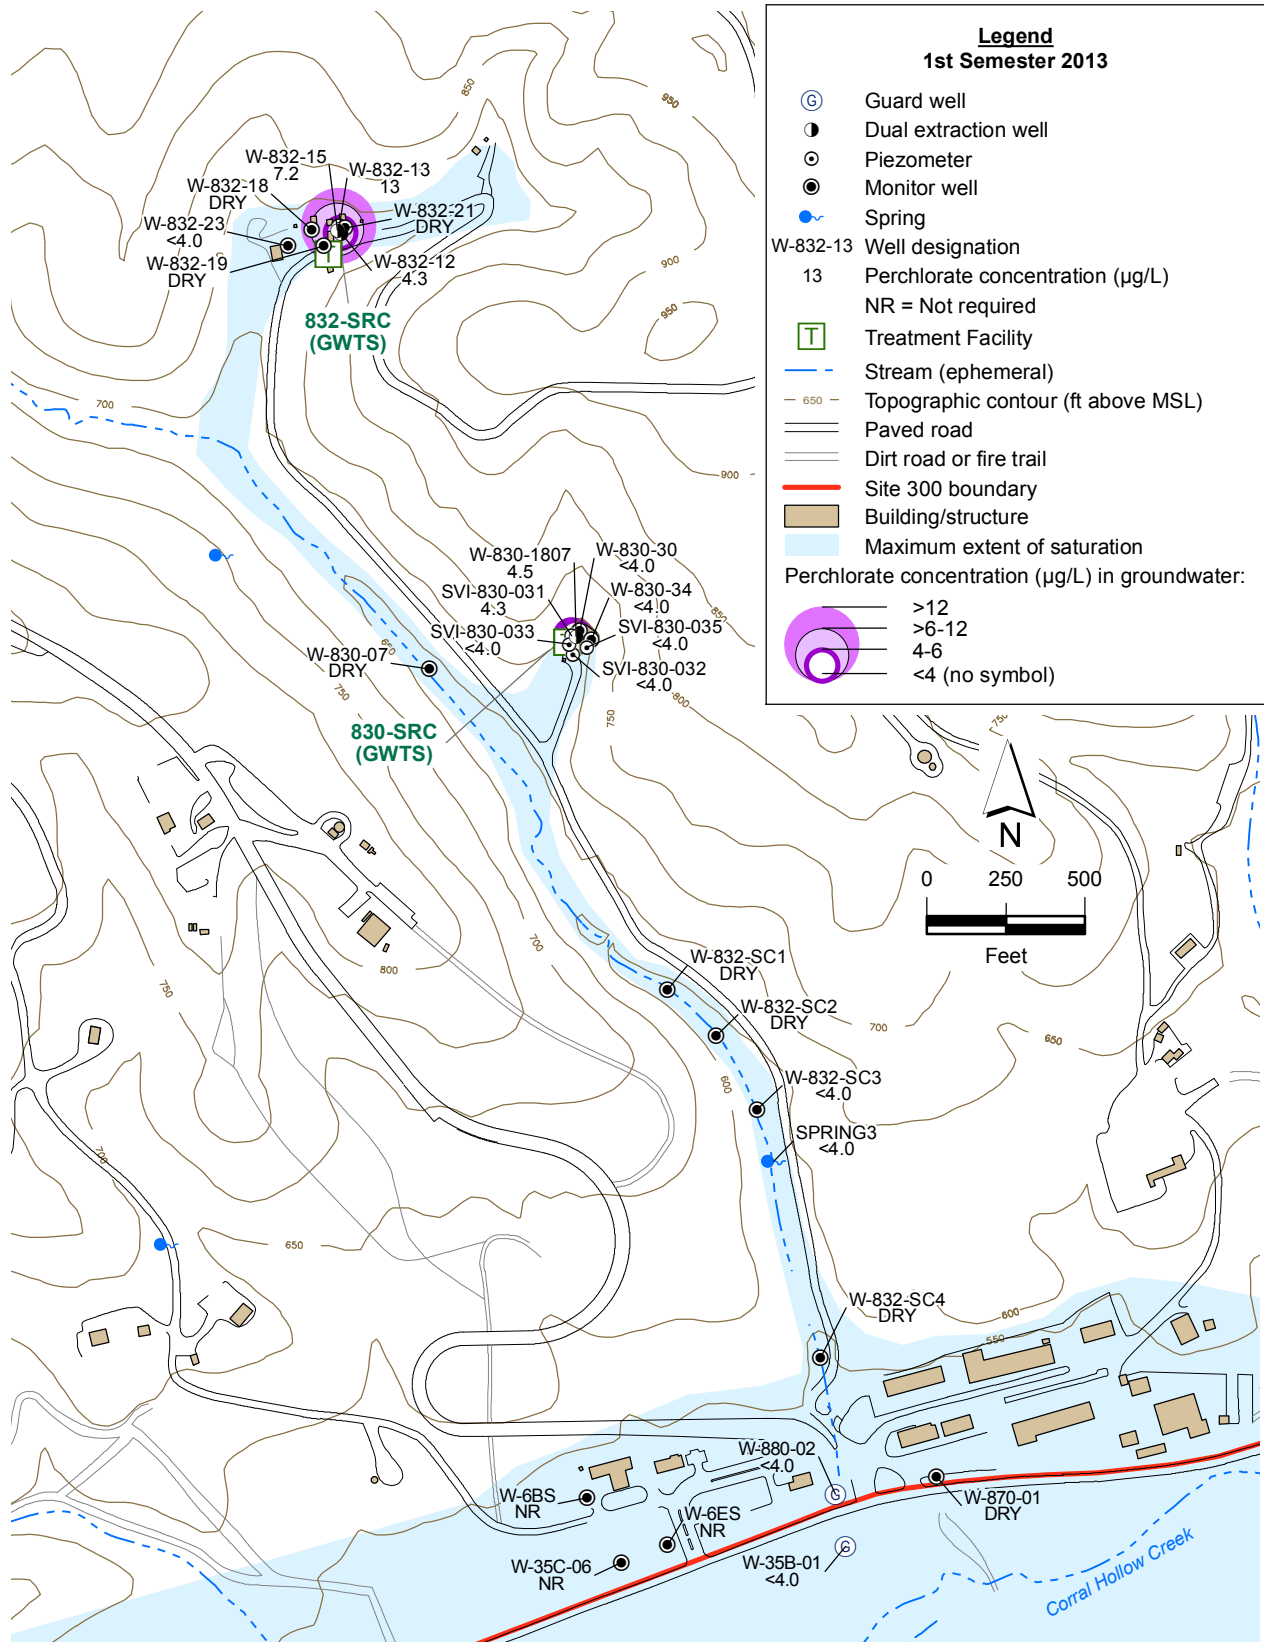 Legend
1st Semester 2013
G
Guard well
Dual extraction well
Piezometer
Monitor well
Spring
W-832-13 Well designation
13 Perchlorate concentration (µg/L)
NR = Not required
T Treatment Facility
Stream (ephemeral)
650 Topographic contour (ft above MSL)
Paved road
Dirt road or fire trail
Site 300 boundary
Building/structure
Maximum extent of saturation
Perchlorate concentration (µg/L) in groundwater:
>12
>6-12
4-6
<4 (no symbol)
850
950
W-832-15
7.2
W-832-13
13
W-832-18
DRY
W-832-21
DRY
W-832-23
<4.0
W-832-19
DRY
W-832-12
4.3
T
900
950
832-SRC
(GWTS)
700
900
W-830-1807
4.5
W-830-30
<4.0
SVI-830-031
4.3
W-830-34
<4.0
850
SVI-830-033
<4.0
SVI-830-035
<4.0
SVI-830-032
<4.0
650
W-830-07
DRY
750
800
750
750
830-SRC
(GWTS)
N
0 250 500
Feet
700
800
750
W-832-SC1
DRY
W-832-SC2
DRY
700
650
W-832-SC3
<4.0
600
SPRING3
<4.0
700
650
W-832-SC4
DRY
600
550
W-880-02
<4.0
G
W-6BS
NR
W-870-01
DRY
W-6ES
NR
W-35C-06
NR
W-35B-01
<4.0
G
Corral Hollow Creek